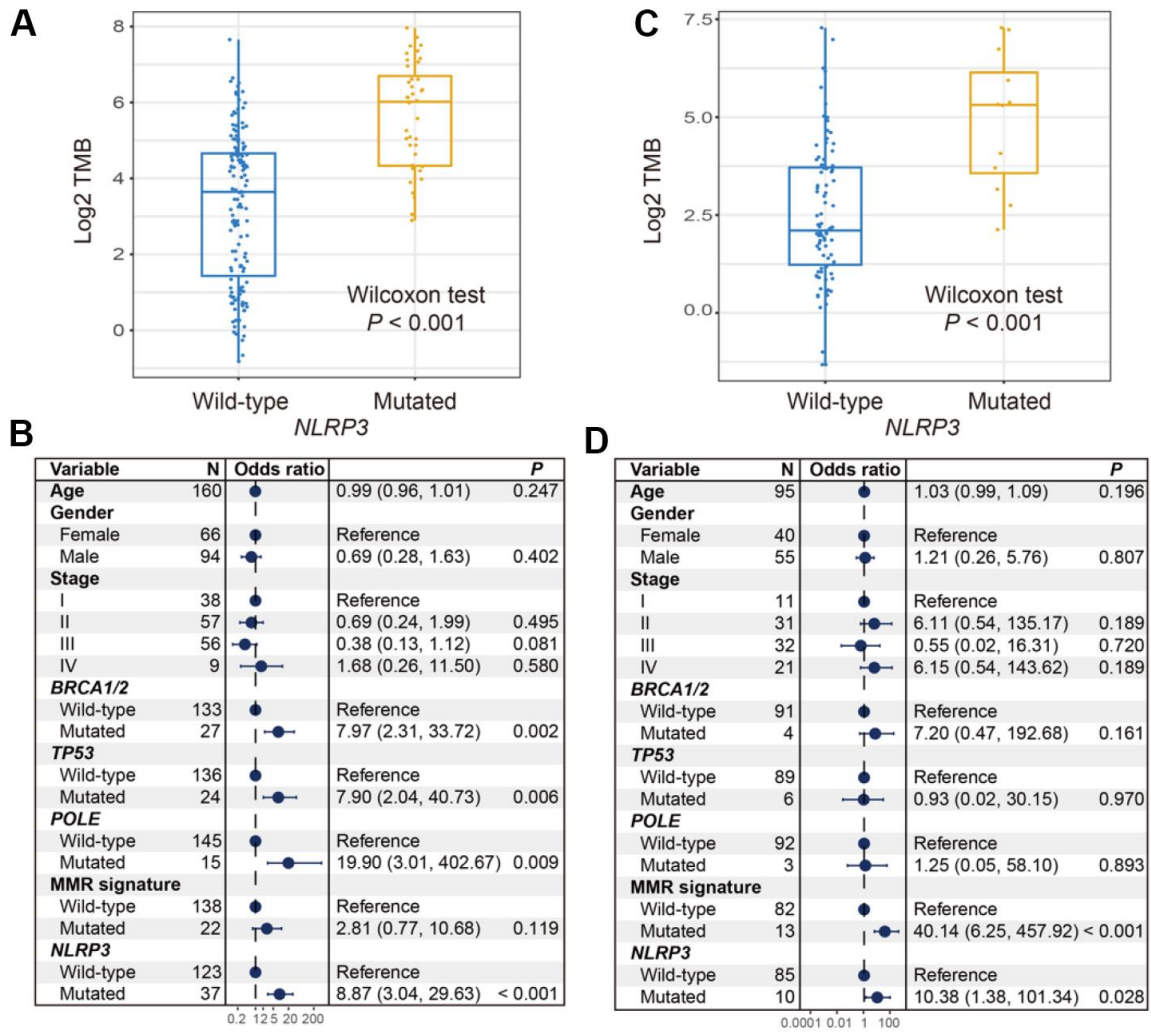 A
8
6
4
2
0
Log2 TMB
Wilcoxon test
P < 0.001
Wild-type Mutated
NLRP3
C
7.5
5.0
2.5
0.0
Log2 TMB
Wilcoxon test
P < 0.001
Wild-type Mutated
NLRP3
B
Variable N Odds ratio P
Age 160 0.99 (0.96, 1.01) 0.247
Gender
Female 66 Reference
Male 94 0.69 (0.28, 1.63) 0.402
Stage
I 38 Reference
II 57 0.69 (0.24, 1.99) 0.495
III 56 0.38 (0.13, 1.12) 0.081
IV 9 1.68 (0.26, 11.50) 0.580
BRCA1/2
Wild-type 133 Reference
Mutated 27 7.97 (2.31, 33.72) 0.002
TP53
Wild-type 136 Reference
Mutated 24 7.90 (2.04, 40.73) 0.006
POLE
Wild-type 145 Reference
Mutated 15 19.90 (3.01, 402.67) 0.009
MMR signature
Wild-type 138 Reference
Mutated 22 2.81 (0.77, 10.68) 0.119
NLRP3
Wild-type 123 Reference
Mutated 37 8.87 (3.04, 29.63) < 0.001
0.2 1 2 5 20 200
D
Variable N Odds ratio P
Age 95 1.03 (0.99, 1.09) 0.196
Gender
Female 40 Reference
Male 55 1.21 (0.26, 5.76) 0.807
Stage
I 11 Reference
II 31 6.11 (0.54, 135.17) 0.189
III 32 0.55 (0.02, 16.31) 0.720
IV 21 6.15 (0.54, 143.62) 0.189
BRCA1/2
Wild-type 91 Reference
Mutated 4 7.20 (0.47, 192.68) 0.161
TP53
Wild-type 89 Reference
Mutated 6 0.93 (0.02, 30.15) 0.970
POLE
Wild-type 92 Reference
Mutated 3 1.25 (0.05, 58.10) 0.893
MMR signature
Wild-type 82 Reference
Mutated 13 40.14 (6.25, 457.92) < 0.001
NLRP3
Wild-type 85 Reference
Mutated 10 10.38 (1.38, 101.34) 0.028
0.0001 0.01 1 100